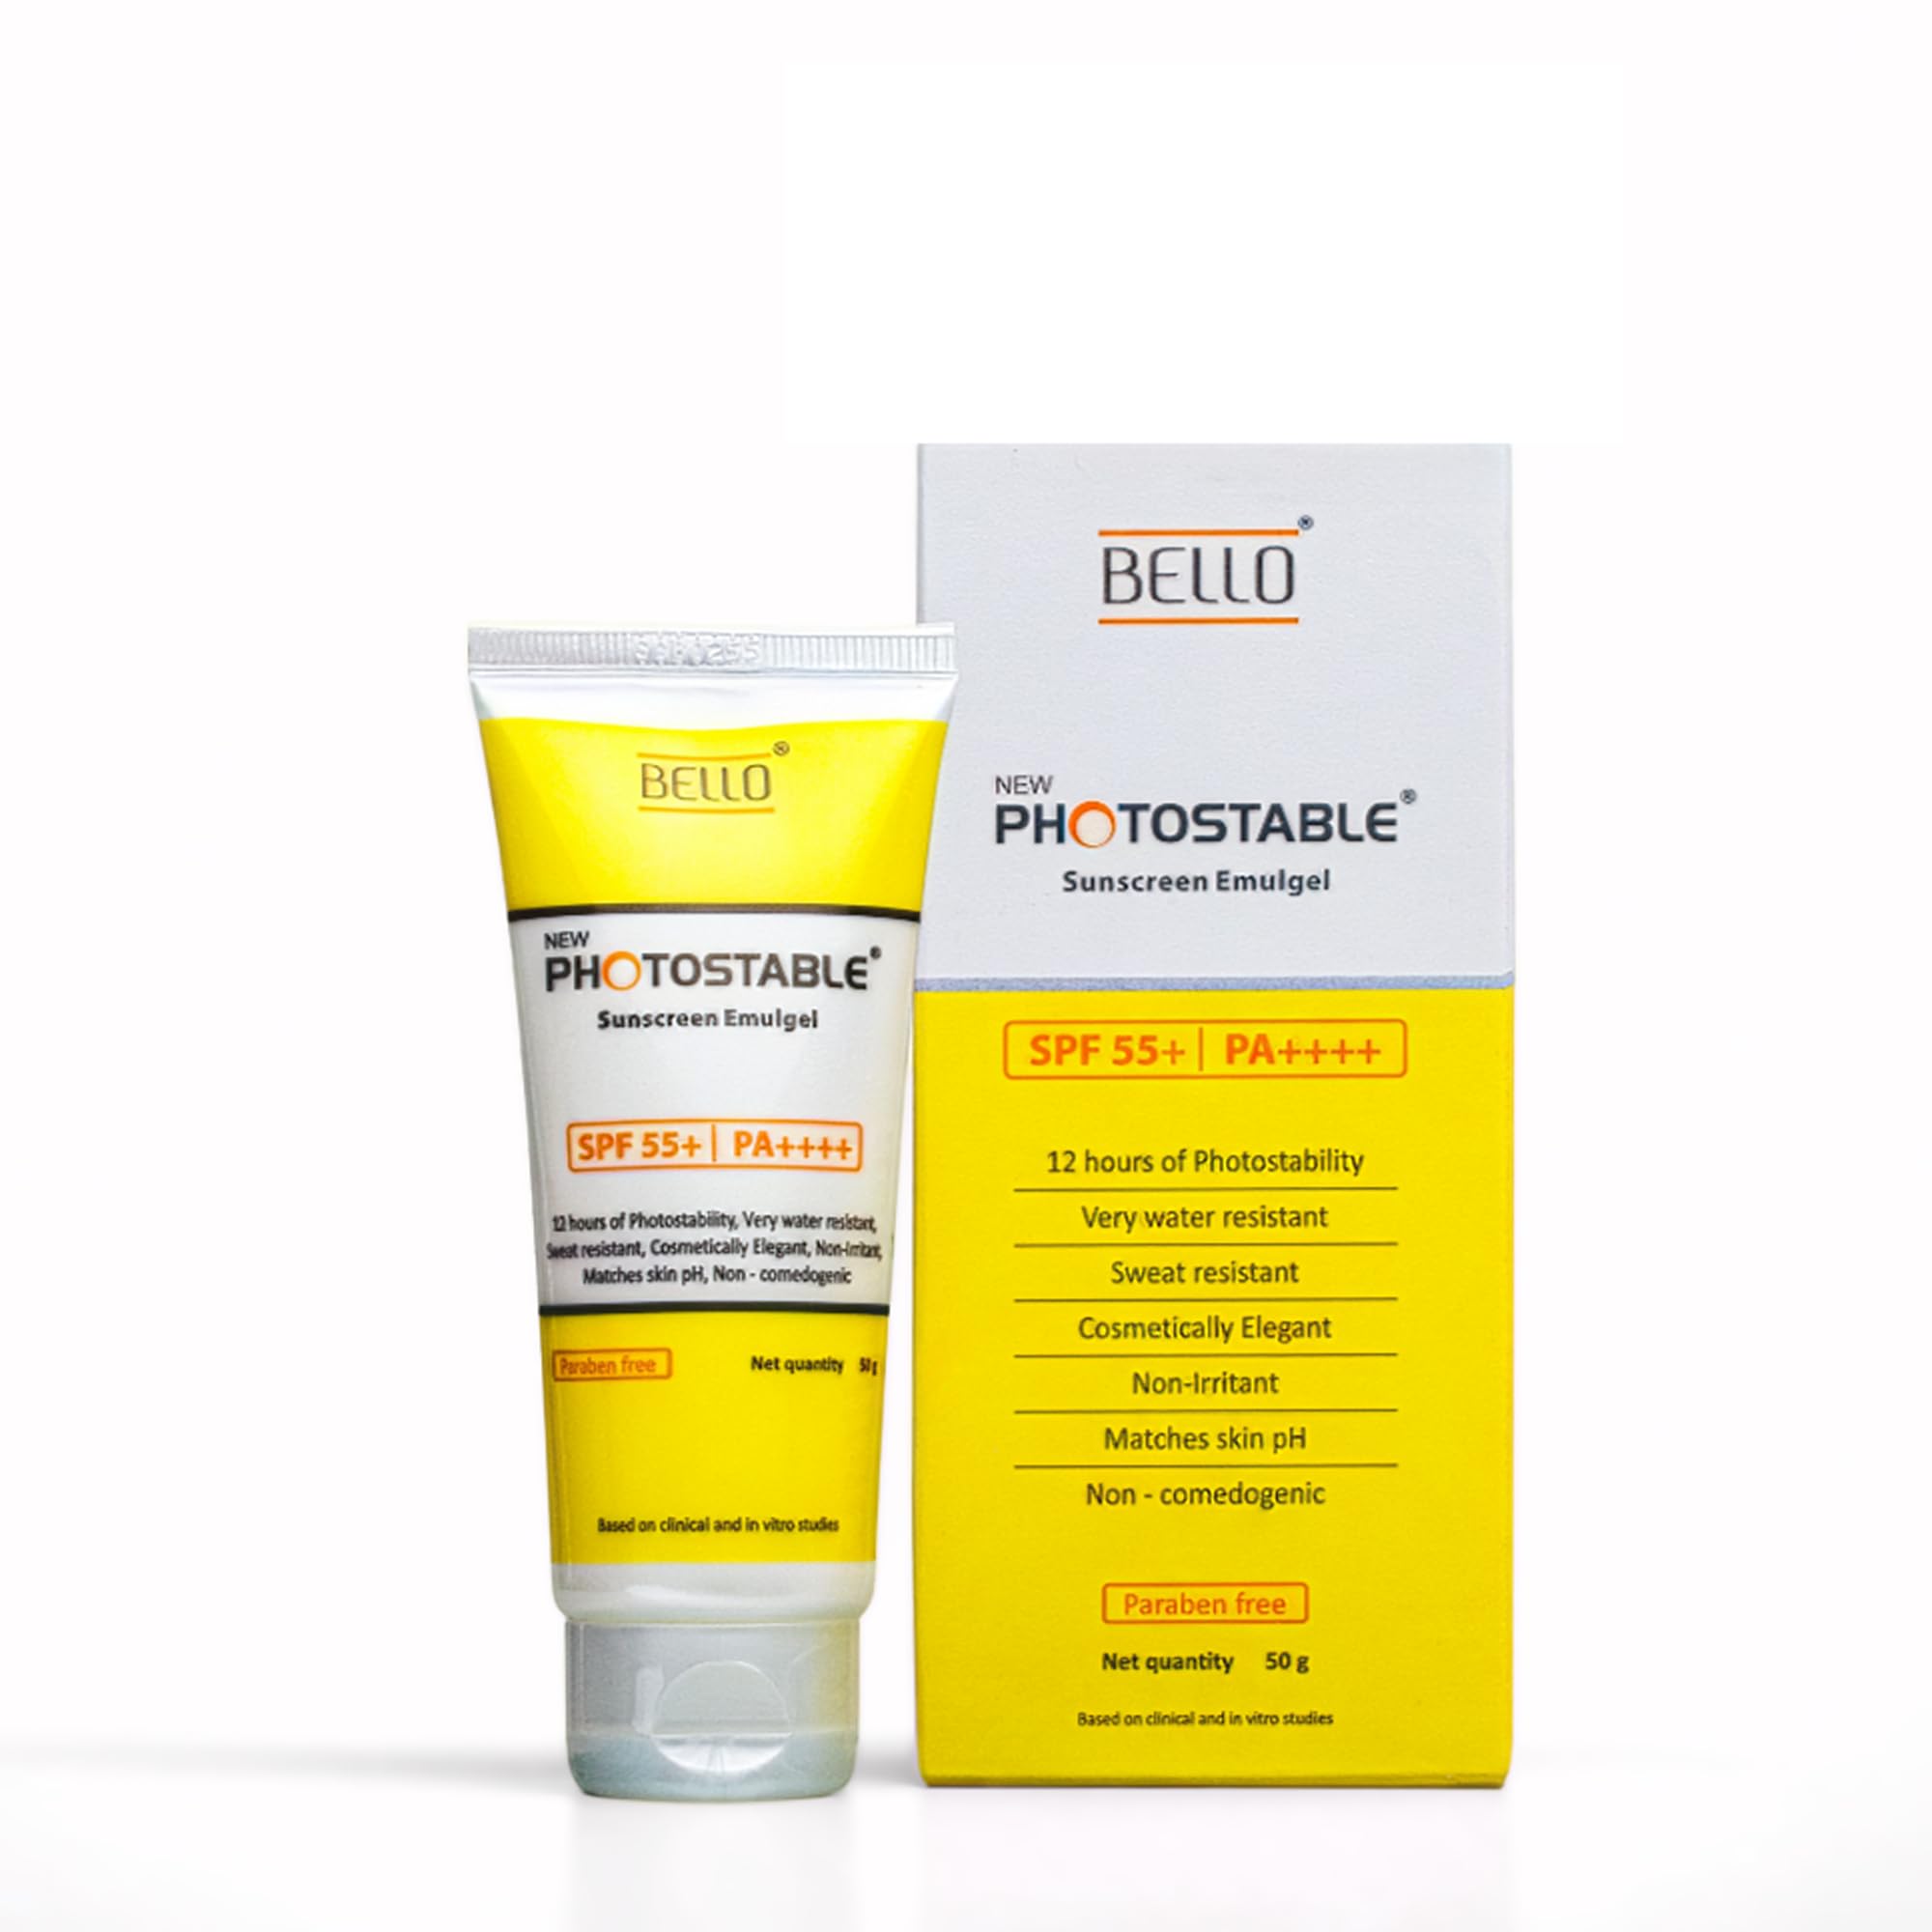 BELLO®
NEW
PHOTOSTABLE®
Sunscreen Emulgel
SPF 55+ | PA++++
12 hours of Photostability, Very water resistant,
Sweat resistant, Cosmetically Elegant, Non-Irritant,
Matches skin pH, Non - comedogenic
Paraben free Net quantity 50 g
Based on clinical and in vitro studies
BELLO®
NEW
PHOTOSTABLE®
Sunscreen Emulgel
SPF 55+ | PA++++
12 hours of Photostability
Very water resistant
Sweat resistant
Cosmetically Elegant
Non-Irritant
Matches skin pH
Non - comedogenic
Paraben free
Net quantity 50 g
Based on clinical and in vitro studies